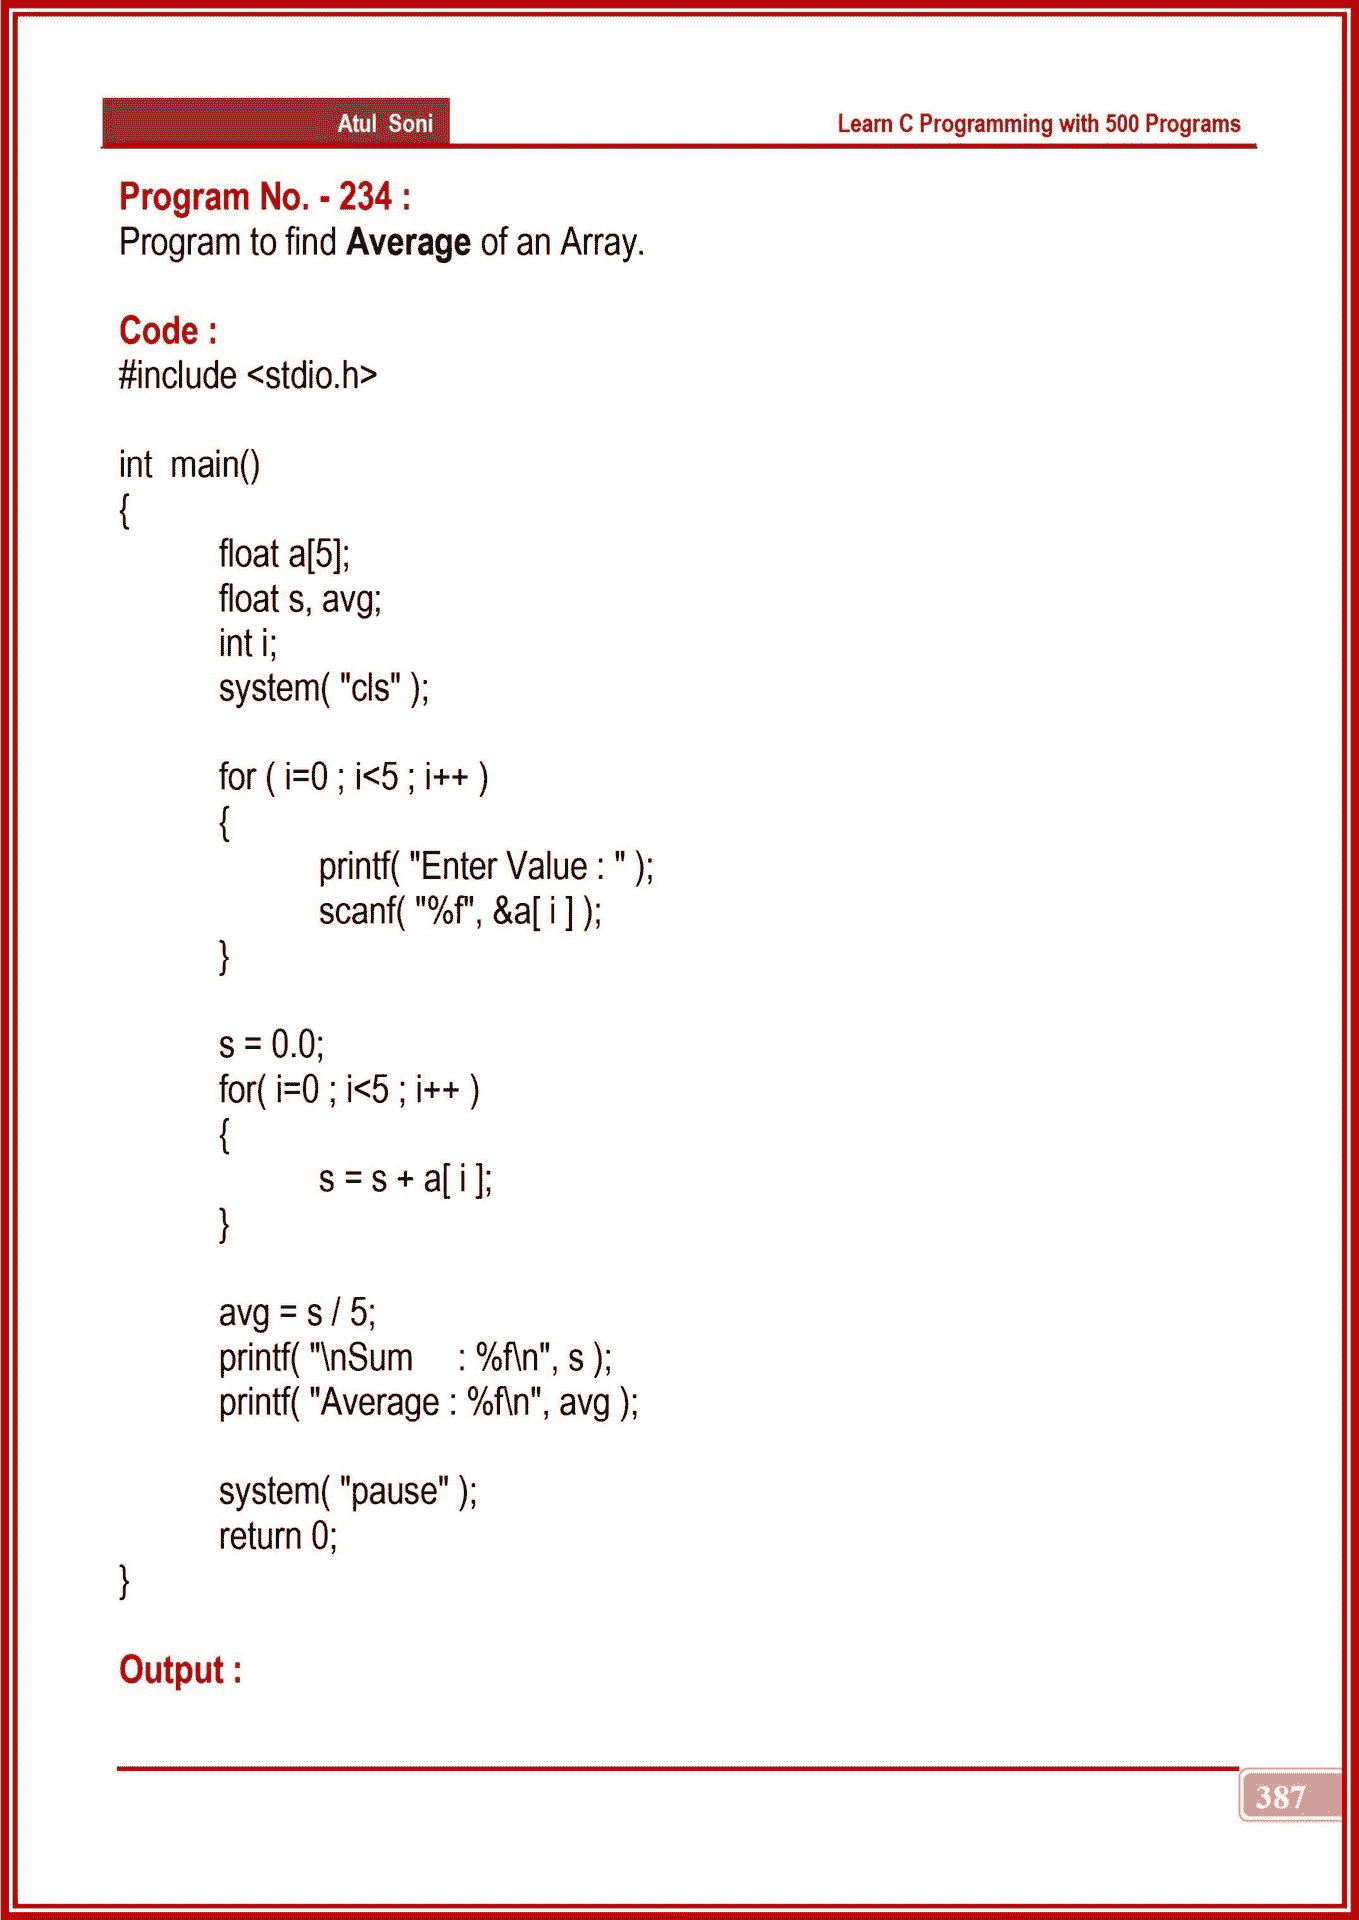 Atul  Soni
Learn C Programming with 500 Programs
Program No. - 234 :
Program to find Average of an Array.
Code :
#include <stdio.h>
int  main()
{
float a[5];
float s, avg;
int i;
system( "cls" );
for ( i=0 ; i<5 ; i++ )
{
printf( "Enter Value : " );
scanf( "%f", &a[ i ] );
}
s = 0.0;
for( i=0 ; i<5 ; i++ )
{
s = s + a[ i ];
}
avg = s / 5;
printf( "\nSum     : %f\n", s );
printf( "Average : %f\n", avg );
system( "pause" );
return 0;
}
Output :
387